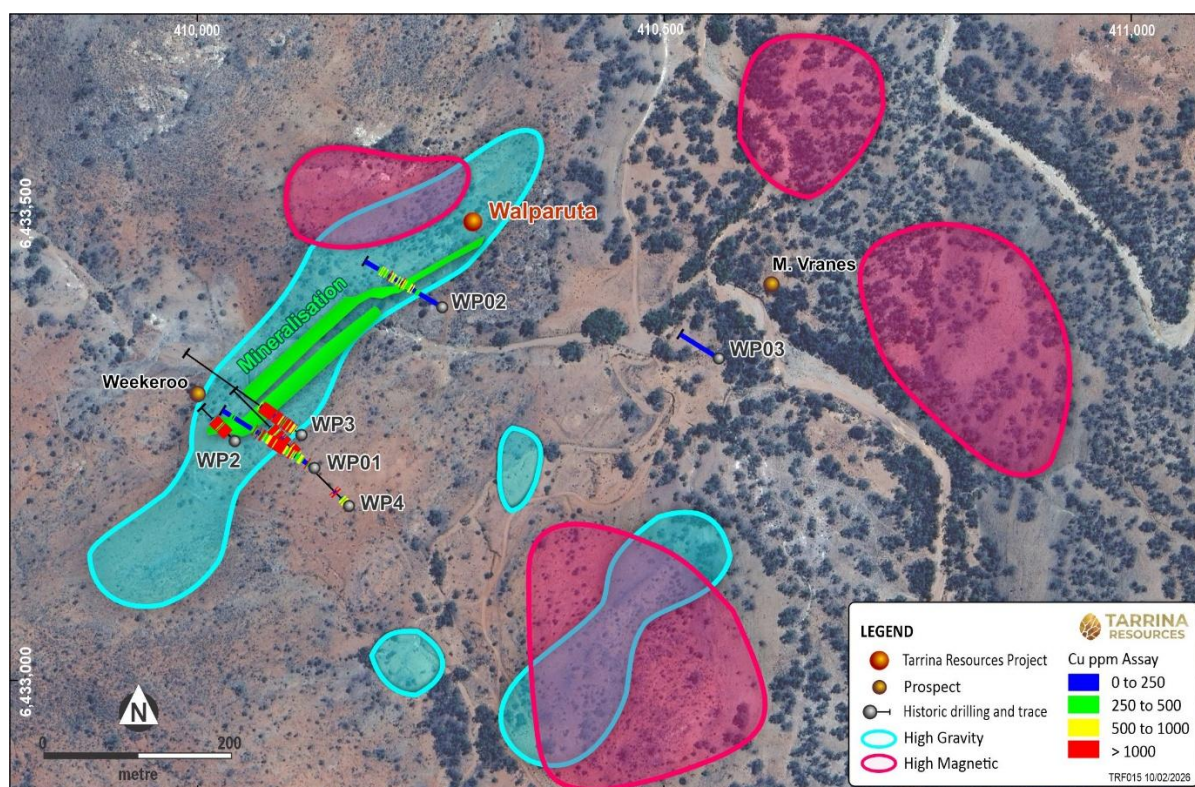 410,000
410,500
411,000
6,433,500
6,433,000
Walparuta
M. Vranes
WP02
WP03
Mineralisation
Weekeroo
WP3
WP2
WP01
WP4
N
0
200
metre
LEGEND
Tarrina Resources Project
Prospect
Historic drilling and trace
High Gravity
High Magnetic
TARRINA
RESOURCES
Cu ppm Assay
0 to 250
250 to 500
500 to 1000
> 1000
TRF015 10/02/2026